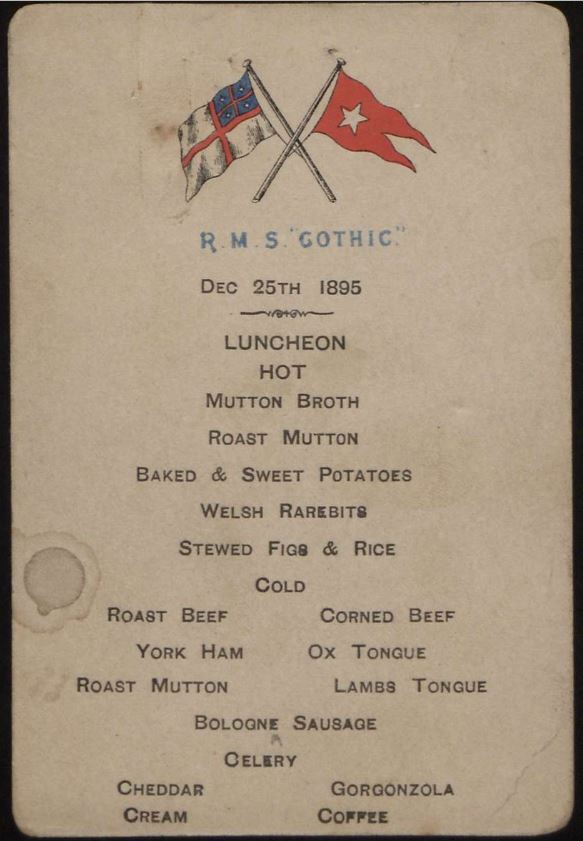 R.M.S. "GOTHIC."
DEC 25TH 1895
LUNCHEON
HOT
MUTTON BROTH
ROAST MUTTON
BAKED & SWEET POTATOES
WELSH RAREBITS
STEWED FIGS & RICE
COLD
ROAST BEEF CORNED BEEF
YORK HAM OX TONGUE
ROAST MUTTON LAMBS TONGUE
BOLOGNE SAUSAGE
CELERY
CHEDDAR GORGONZOLA
CREAM COFFEE